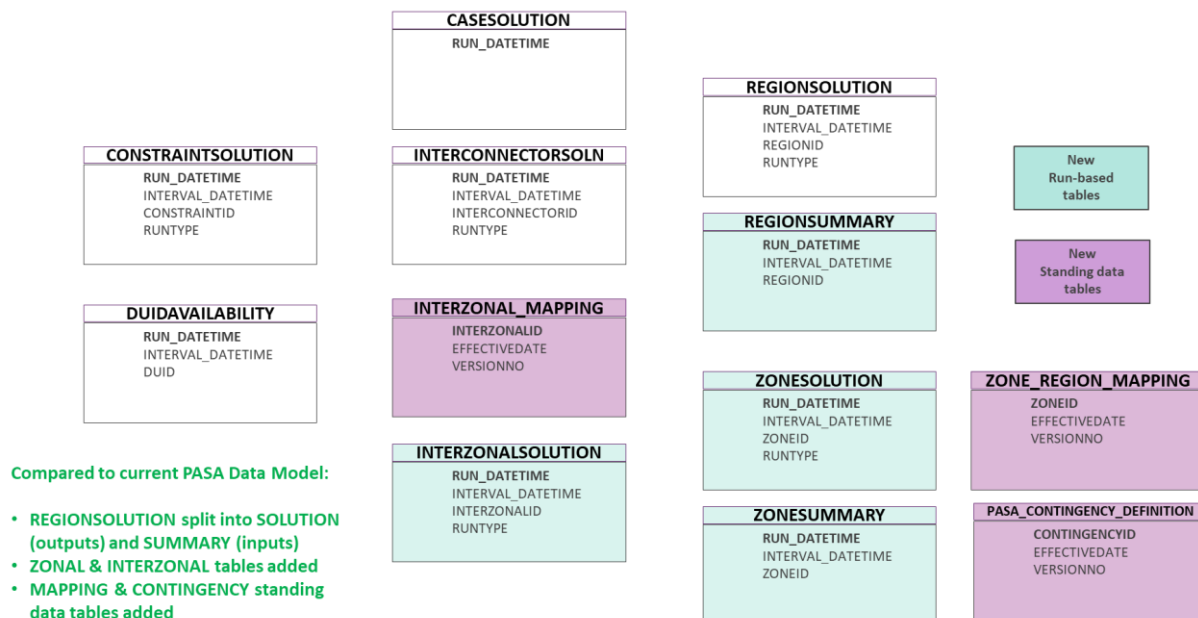 CASESOLUTION
RUN_DATETIME
REGIONSOLUTION
RUN_DATETIME
INTERVAL_DATETIME
REGIONID
RUNTYPE
CONSTRAINTSOLUTION
RUN_DATETIME
INTERVAL_DATETIME
CONSTRAINTID
RUNTYPE
INTERCONNECTORSOLN
RUN_DATETIME
INTERVAL_DATETIME
INTERCONNECTORID
RUNTYPE
New
Run-based
tables
REGIONSUMMARY
RUN_DATETIME
INTERVAL_DATETIME
REGIONID
New
Standing data
tables
DUIDAVAILABILITY
RUN_DATETIME
INTERVAL_DATETIME
DUID
INTERZONAL_MAPPING
INTERZONALID
EFFECTIVEDATE
VERSIONNO
ZONESOLUTION
RUN_DATETIME
INTERVAL_DATETIME
ZONEID
RUNTYPE
ZONE_REGION_MAPPING
ZONEID
EFFECTIVEDATE
VERSIONNO
INTERZONALSOLUTION
RUN_DATETIME
INTERVAL_DATETIME
INTERZONALID
RUNTYPE
ZONESUMMARY
RUN_DATETIME
INTERVAL_DATETIME
ZONEID
PASA_CONTINGENCY_DEFINITION
CONTINGENCYID
EFFECTIVEDATE
VERSIONNO
Compared to current PASA Data Model:
• REGIONSOLUTION split into SOLUTION
(outputs) and SUMMARY (inputs)
• ZONAL & INTERZONAL tables added
• MAPPING & CONTINGENCY standing
data tables added